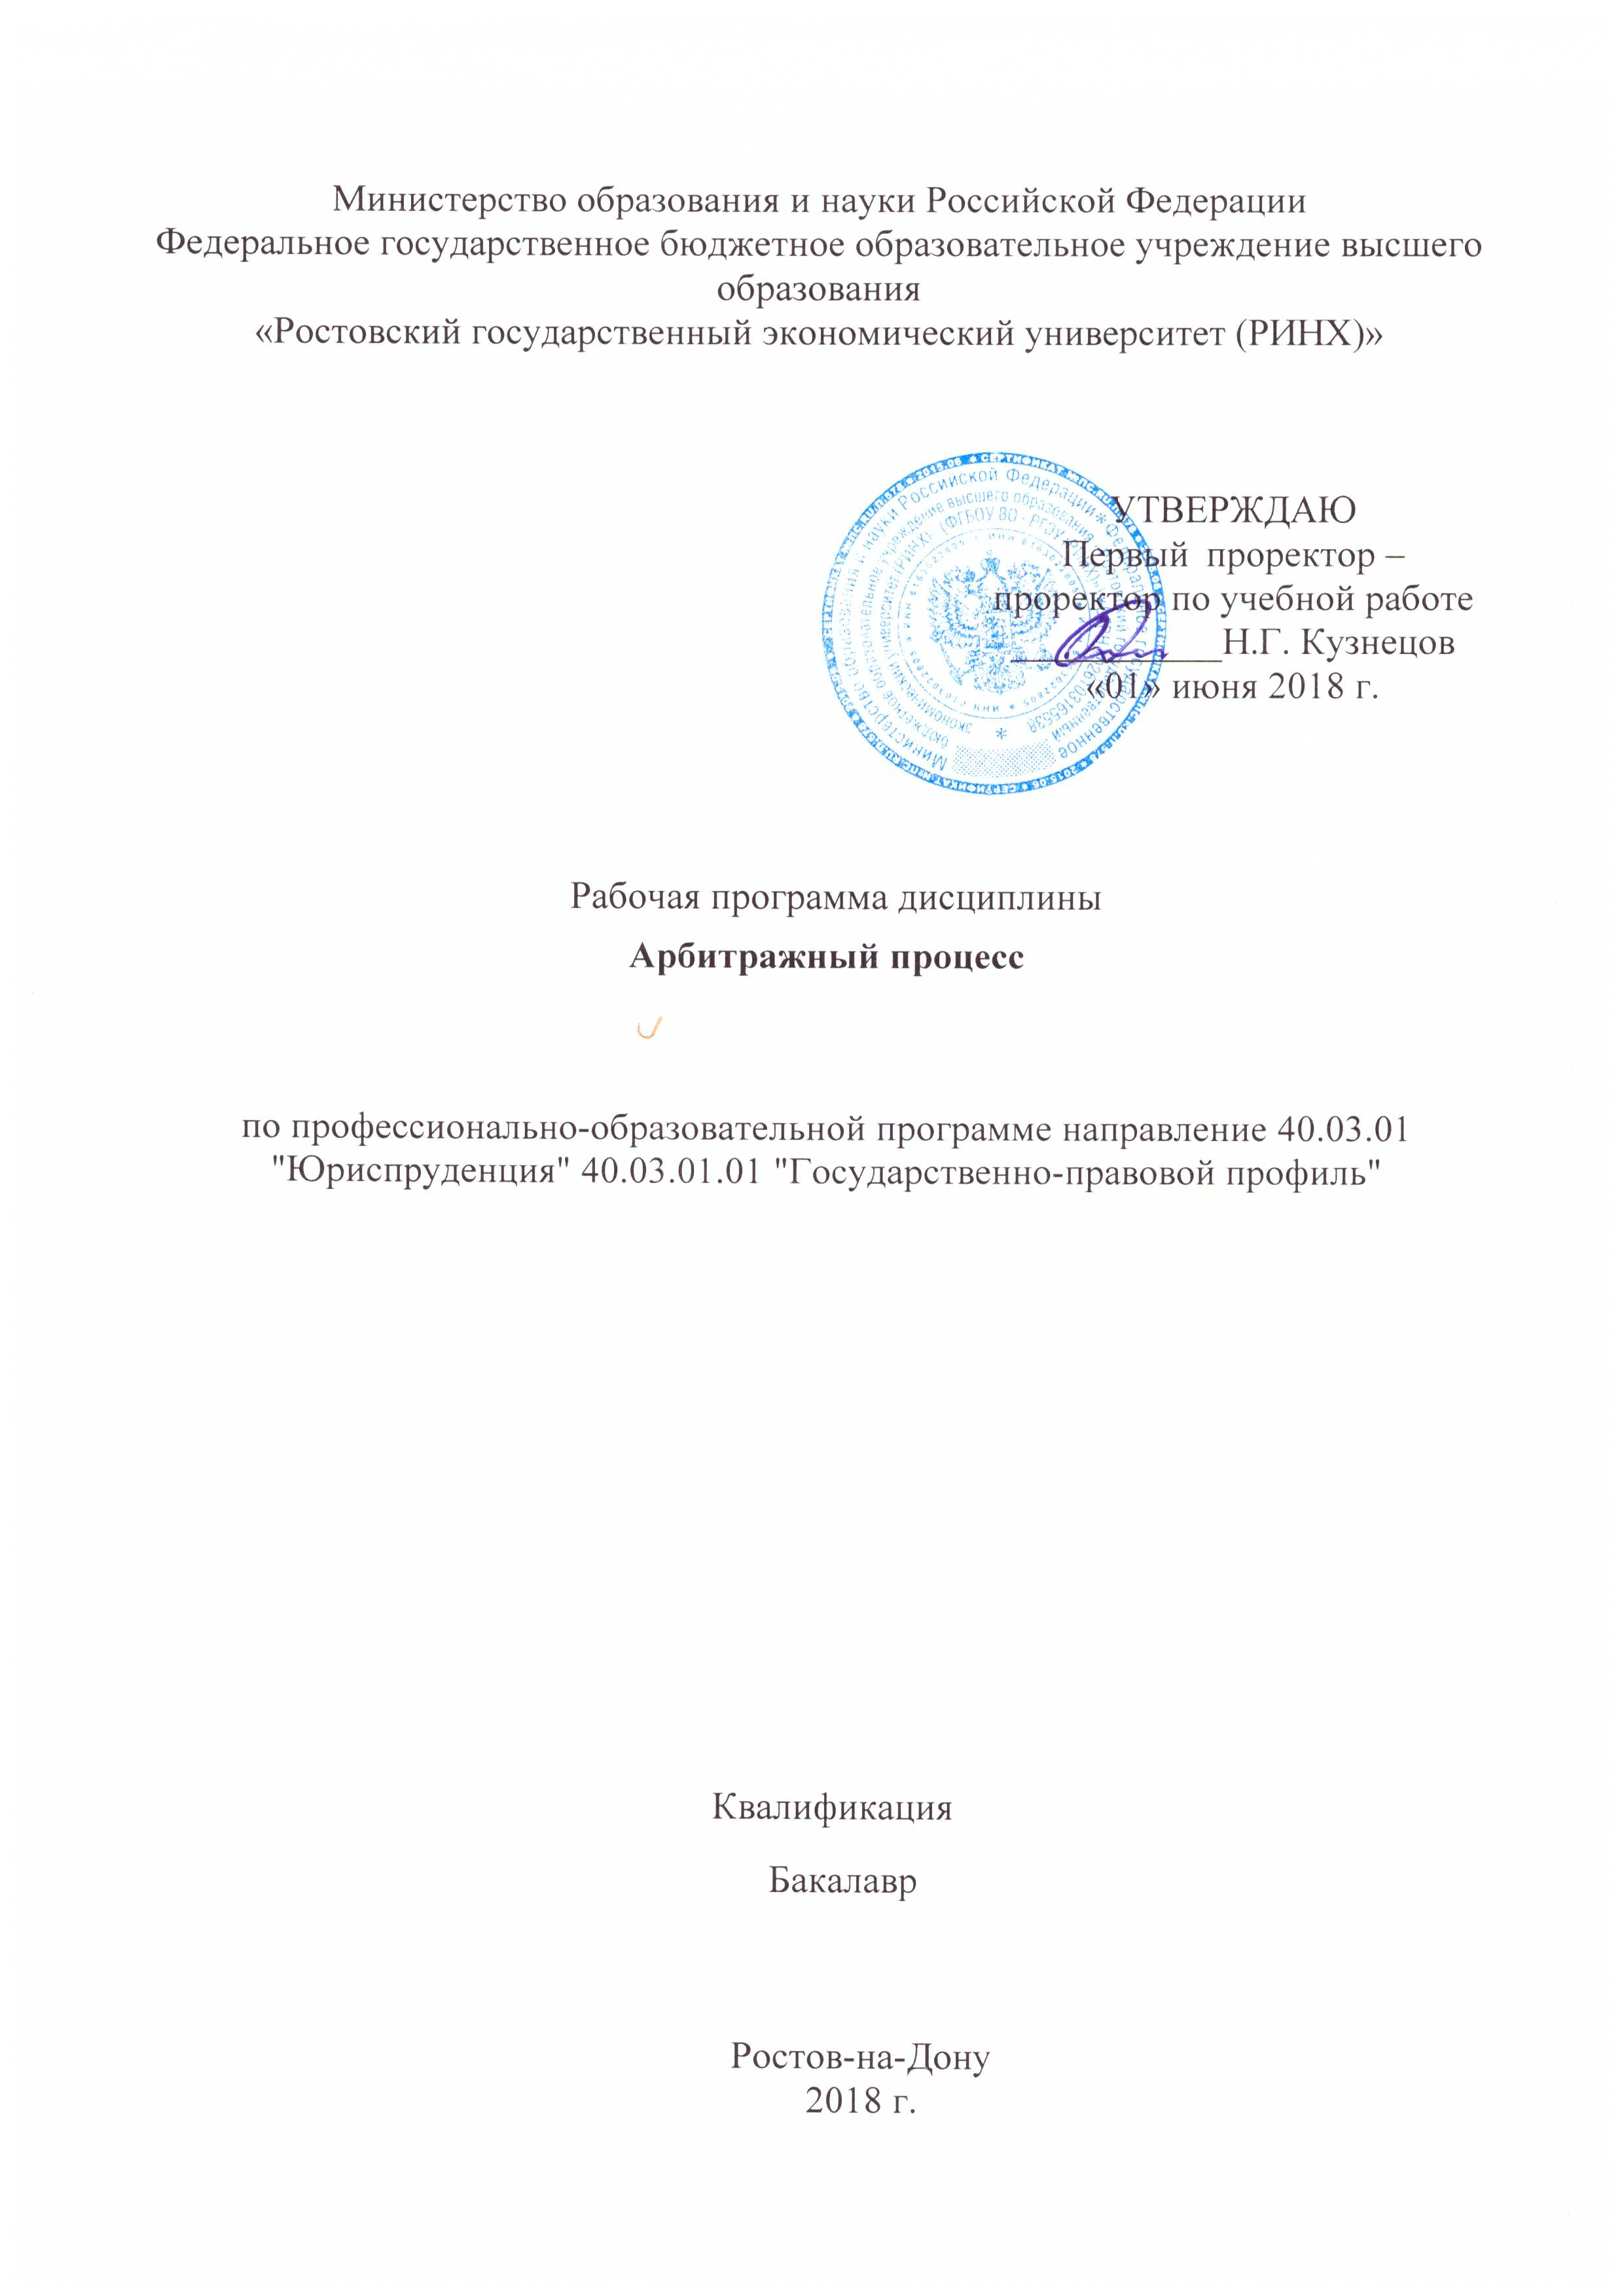 Министерство образования и науки Российской Федерации
Федеральное государственное бюджетное образовательное учреждение высшего
образования
«Ростовский государственный экономический университет (РИНХ)»
УТВЕРЖДАЮ
Первый проректор –
проректор по учебной работе
Н.Г. Кузнецов
«01» июня 2018 г.
Рабочая программа дисциплины
Арбитражный процесс
по профессионально-образовательной программе направление 40.03.01
"Юриспруденция" 40.03.01.01 "Государственно-правовой профиль"
Квалификация
Бакалавр
Ростов-на-Дону
2018 г.